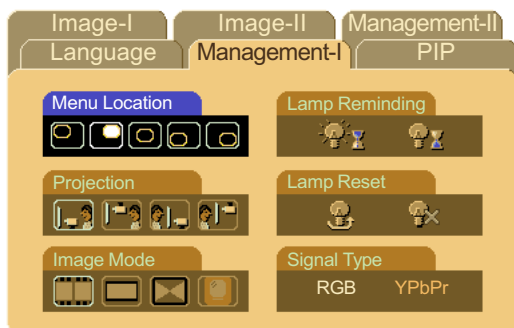 Image-I Image-II Management-II
Language Management-I PIP
Menu Location Lamp Reminding
Projection Lamp Reset
Image Mode Signal Type
RGB YPbPr